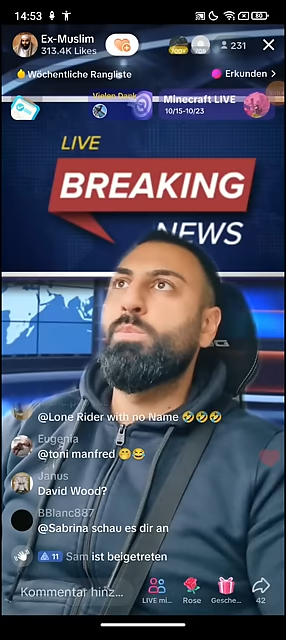 14:53
80
Ex-Muslim
313.4K Likes
231
Wöchentliche Rangliste
Erkunden >
Vielen Dank
Minecraft LIVE
10/15-10/23
LIVE
BREAKING
NEWS
@Lone Rider with no Name 🤣🤣🤣
Eugenia
@toni manfred 🤭😂
Janus
David Wood?
BBlanc887
@Sabrina schau es dir an
11 Sam ist beigetreten
Kommentar hinz...
LIVE mi...
Rose
Gesche...
42